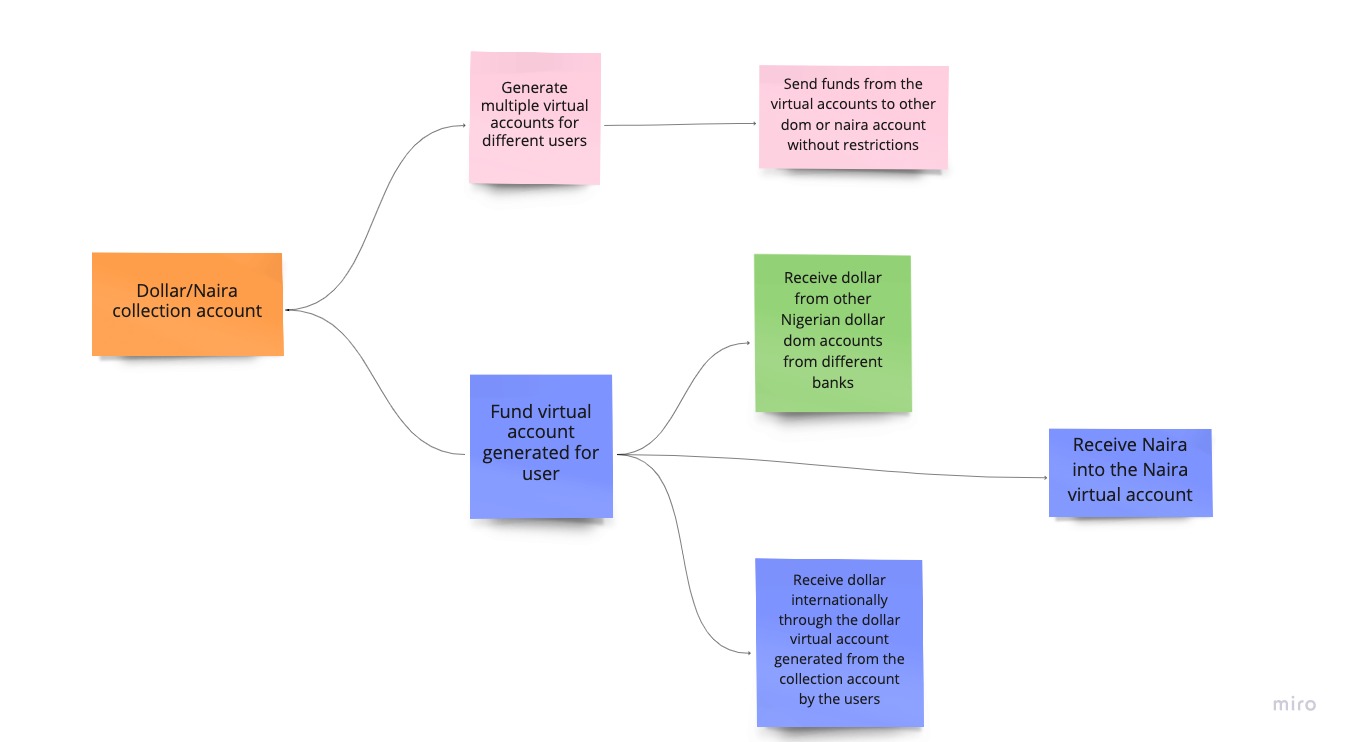 Generate
multiple virtual
accounts for
different users
Send funds from the
virtual accounts to other
dom or naira account
without restrictions
Dollar/Naira
collection account
Receive dollar
from other
Nigerian dollar
dom accounts
from different
banks
Fund virtual
account
generated for
user
Receive Naira
into the Naira
virtual account
Receive dollar
internationally
through the dollar
virtual account
generated from the
collection account
by the users
miro